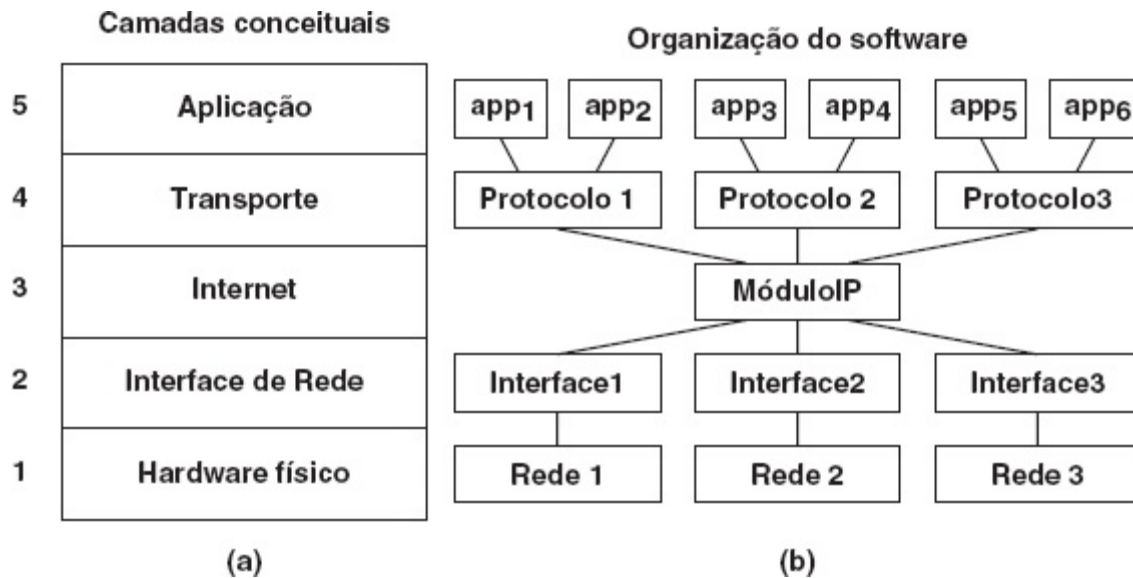 Camadas conceituais
Organização do software
5 Aplicação app1 app2 app3 app4 app5 app6
4 Transporte Protocolo 1 Protocolo 2 Protocolo3
3 Internet MóduloIP
2 Interface de Rede Interface1 Interface2 Interface3
1 Hardware físico Rede 1 Rede 2 Rede 3
(a) (b)